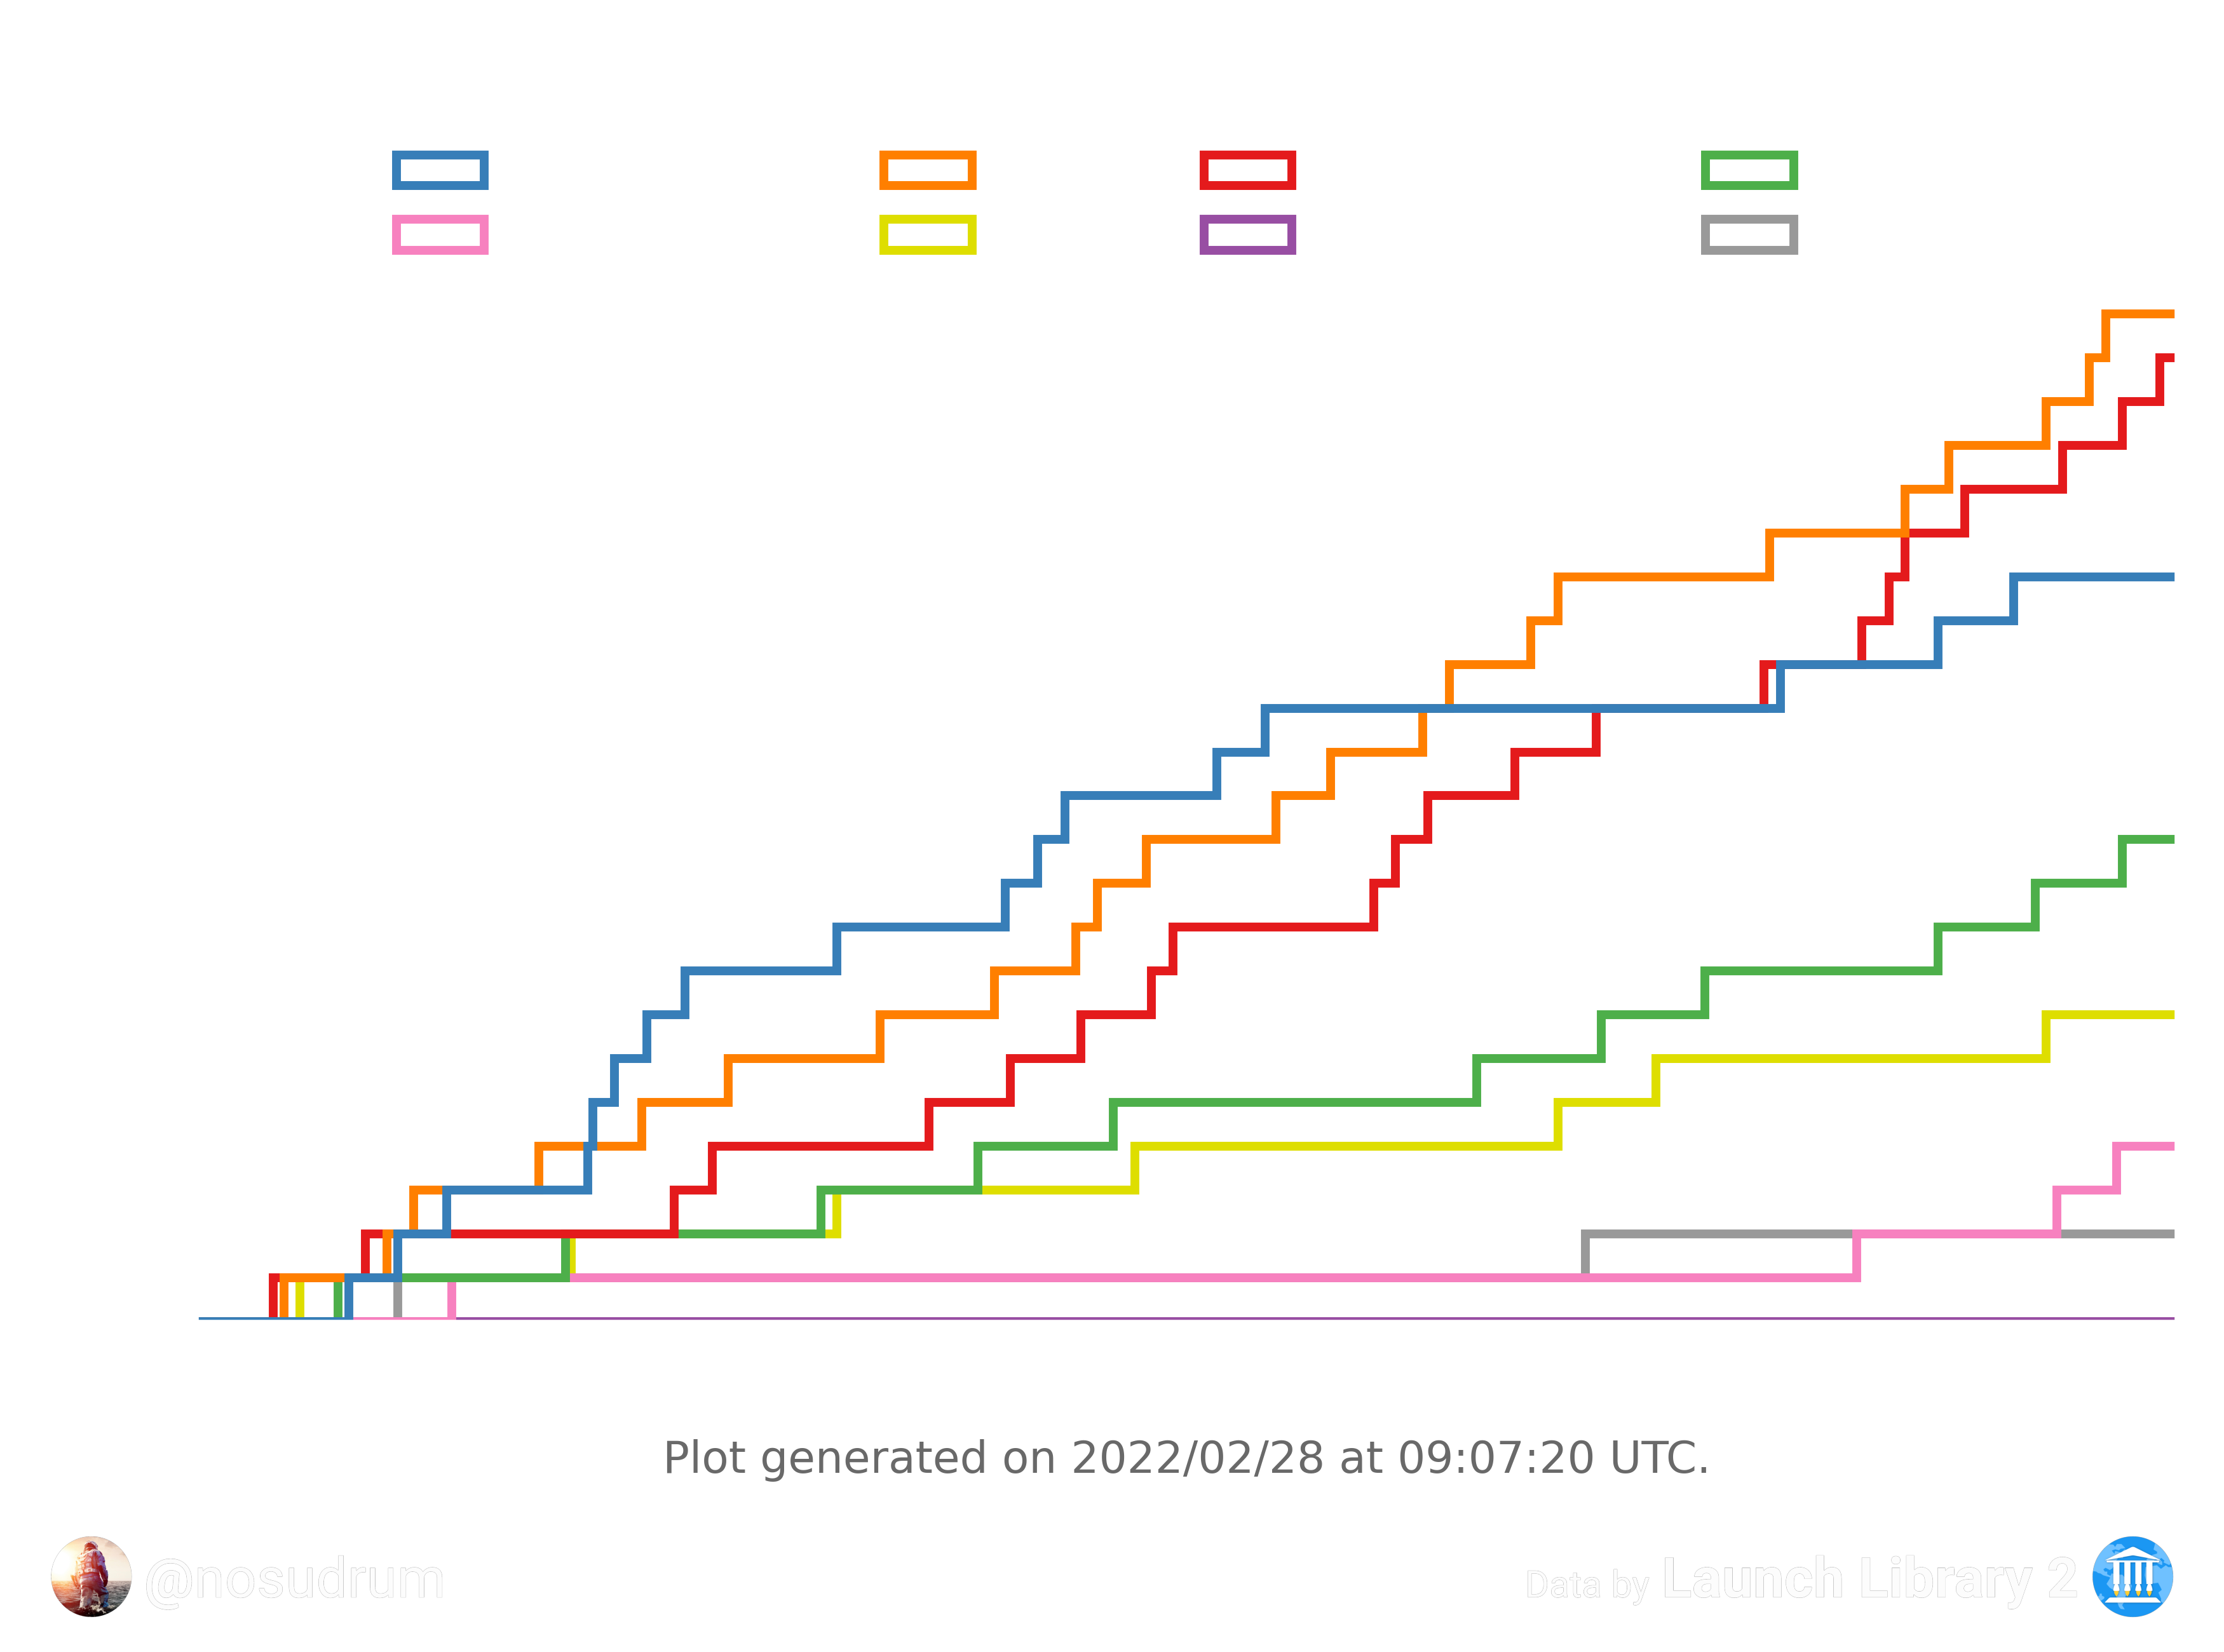 Plot generated on 2022/02/28 at 09:07:20 UTC.
@nosudrum
Data by Launch Library 2